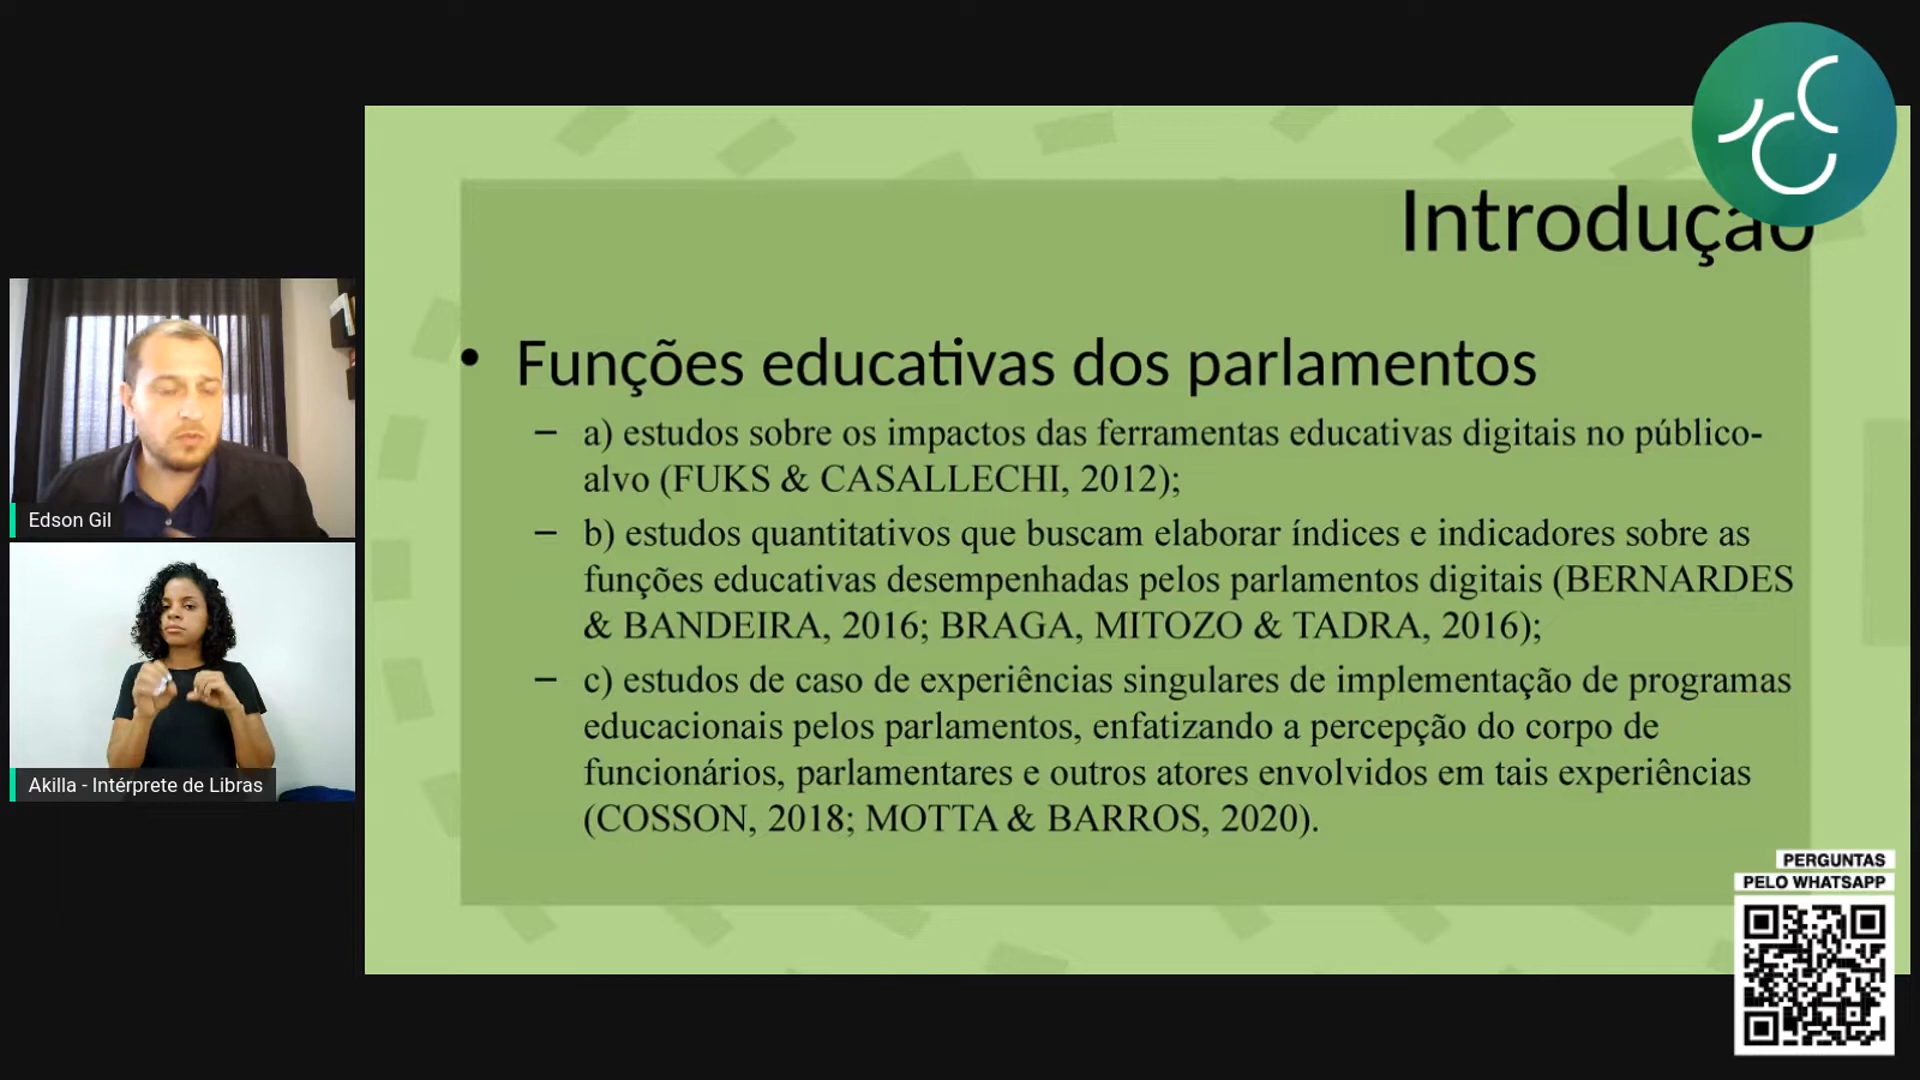 Introdução
• Funções educativas dos parlamentos
– a) estudos sobre os impactos das ferramentas educativas digitais no público-
alvo (FUKS & CASALLECHI, 2012);
– b) estudos quantitativos que buscam elaborar índices e indicadores sobre as
funções educativas desempenhadas pelos parlamentos digitais (BERNARDES
& BANDEIRA, 2016; BRAGA, MITOZO & TADRA, 2016);
– c) estudos de caso de experiências singulares de implementação de programas
educacionais pelos parlamentos, enfatizando a percepção do corpo de
funcionários, parlamentares e outros atores envolvidos em tais experiências
(COSSON, 2018; MOTTA & BARROS, 2020).
Edson Gil
Akilla - Intérprete de Libras
PERGUNTAS
PELO WHATSAPP